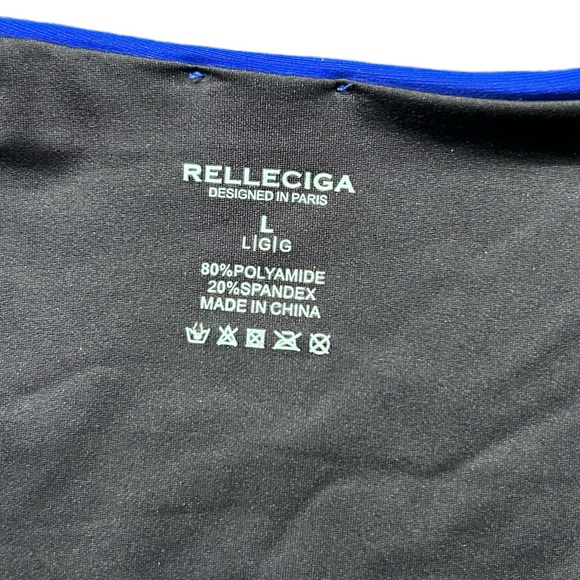 RELLECIGA
DESIGNED IN PARIS
L
L|G|G
80%POLYAMIDE
20%SPANDEX
MADE IN CHINA